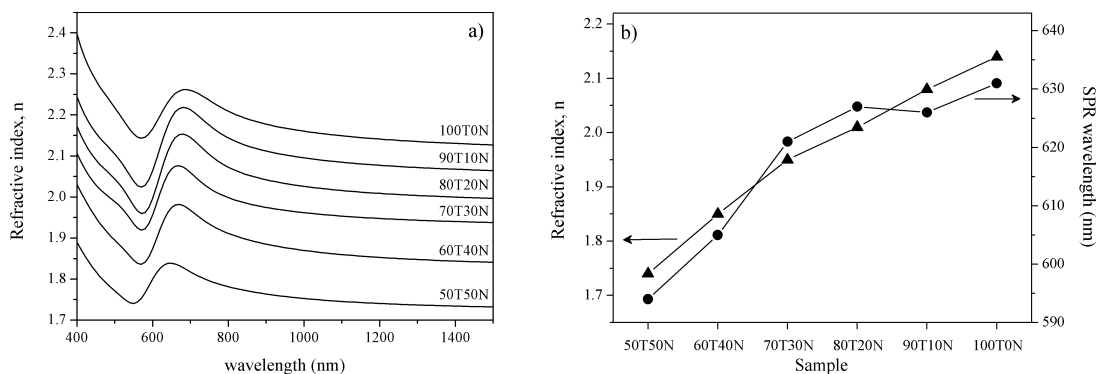 a)
2.4
2.3
2.2
2.1
2.0
1.9
1.8
1.7
Refractive index, n
100T0N
90T10N
80T20N
70T30N
60T40N
50T50N
400 600 800 1000 1200 1400
wavelength (nm)
b)
2.2
2.1
2.0
1.9
1.8
1.7
Refractive index, n
640
630
620
610
600
590
SPR wavelength (nm)
50T50N 60T40N 70T30N 80T20N 90T10N 100T0N
Sample